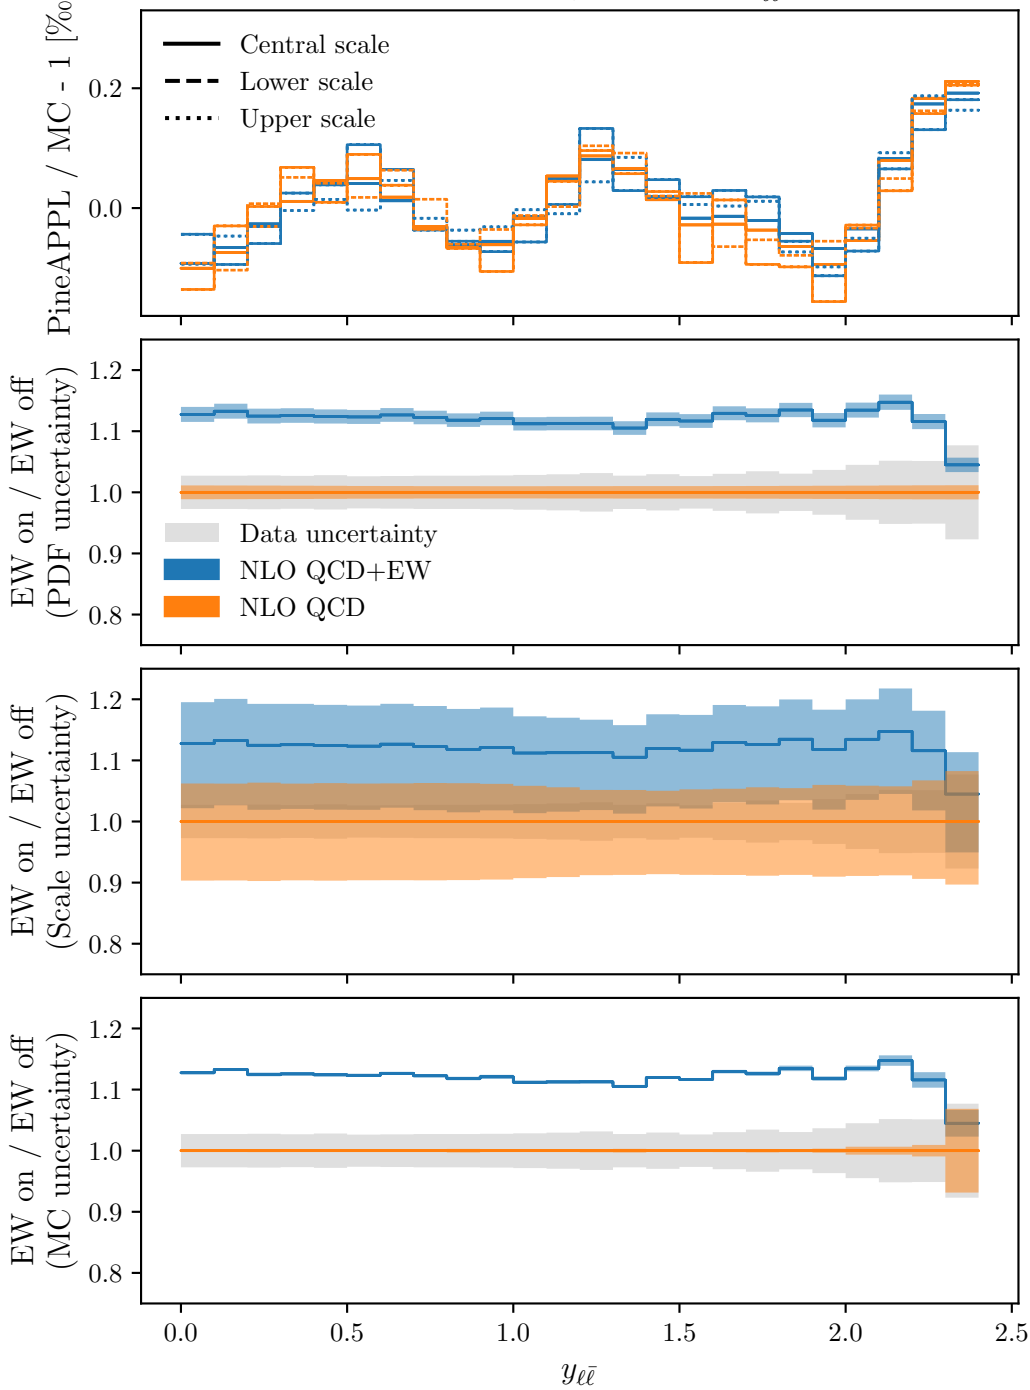 PineAPPL / MC - 1 [‰
Central scale
Lower scale
Upper scale
0.2
0.0
EW on / EW off
(PDF uncertainty)
1.2
1.1
1.0
0.9
0.8
Data uncertainty
NLO QCD+EW
NLO QCD
EW on / EW off
(Scale uncertainty)
1.2
1.1
1.0
0.9
0.8
EW on / EW off
(MC uncertainty)
1.2
1.1
1.0
0.9
0.8
0.0 0.5 1.0 1.5 2.0 2.5
yℓℓ̄